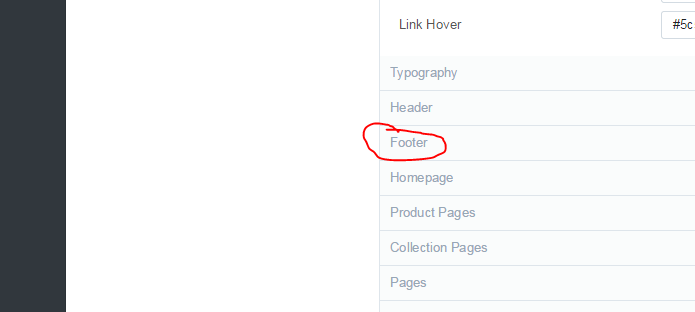 Link Hover #5c
Typography
Header
Footer
Homepage
Product Pages
Collection Pages
Pages